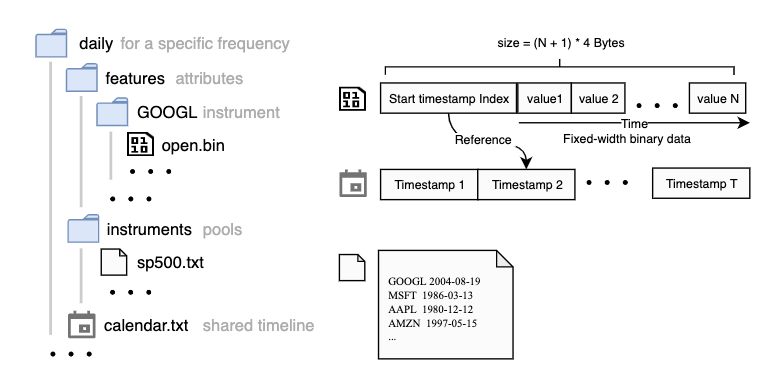 daily for a specific frequency
features attributes
GOOGL instrument
open.bin
instruments pools
sp500.txt
calendar.txt shared timeline
size = (N + 1) * 4 Bytes
Start timestamp Index value1 value 2 value N
Time
Reference
Fixed-width binary data
Timestamp 1 Timestamp 2 Timestamp T
GOOGL 2004-08-19
MSFT 1986-03-13
AAPL 1980-12-12
AMZN 1997-05-15
...